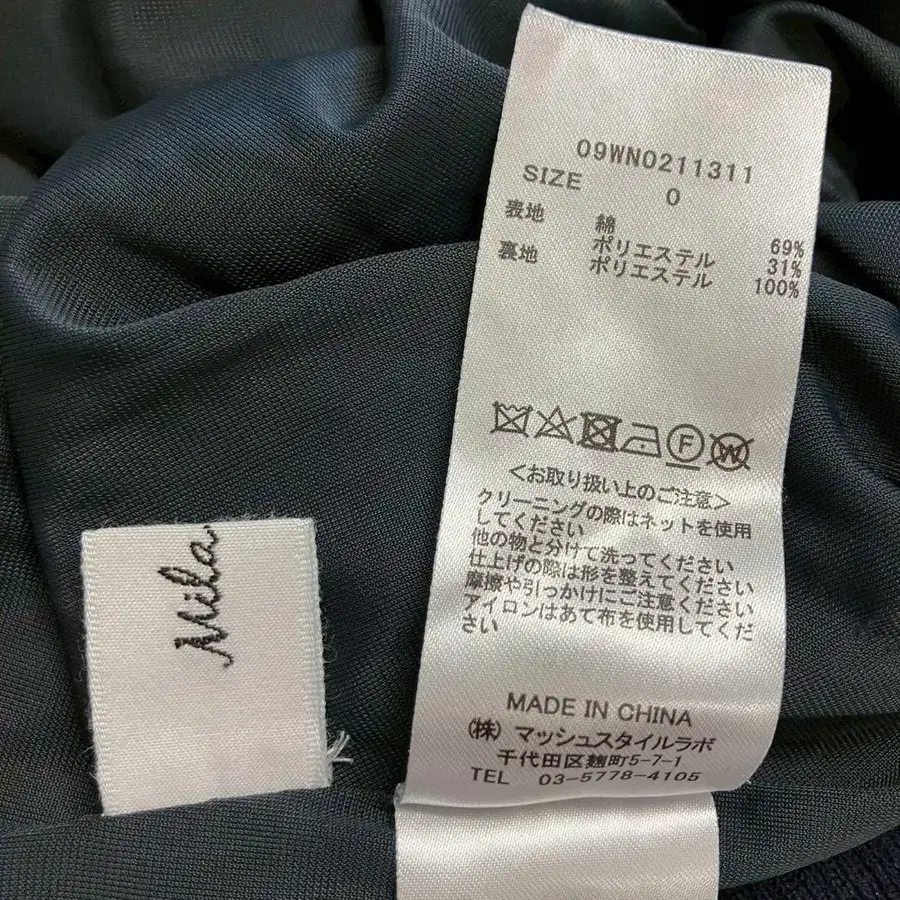 09WN0211311
SIZE 0
表地 綿 69%
ポリエステル 31%
裏地 ポリエステル 100%
F
W
<お取り扱い上のご注意>
クリーニングの際はネットを使用
してください
他の物と分けて洗ってください
仕上げの際は形を整えてください
摩擦や引っかけにご注意ください
アイロンはあて布を使用してくだ
さい
MADE IN CHINA
(株) マッシュスタイルラボ
千代田区麹町5-7-1
TEL 03-5778-4105
Mila